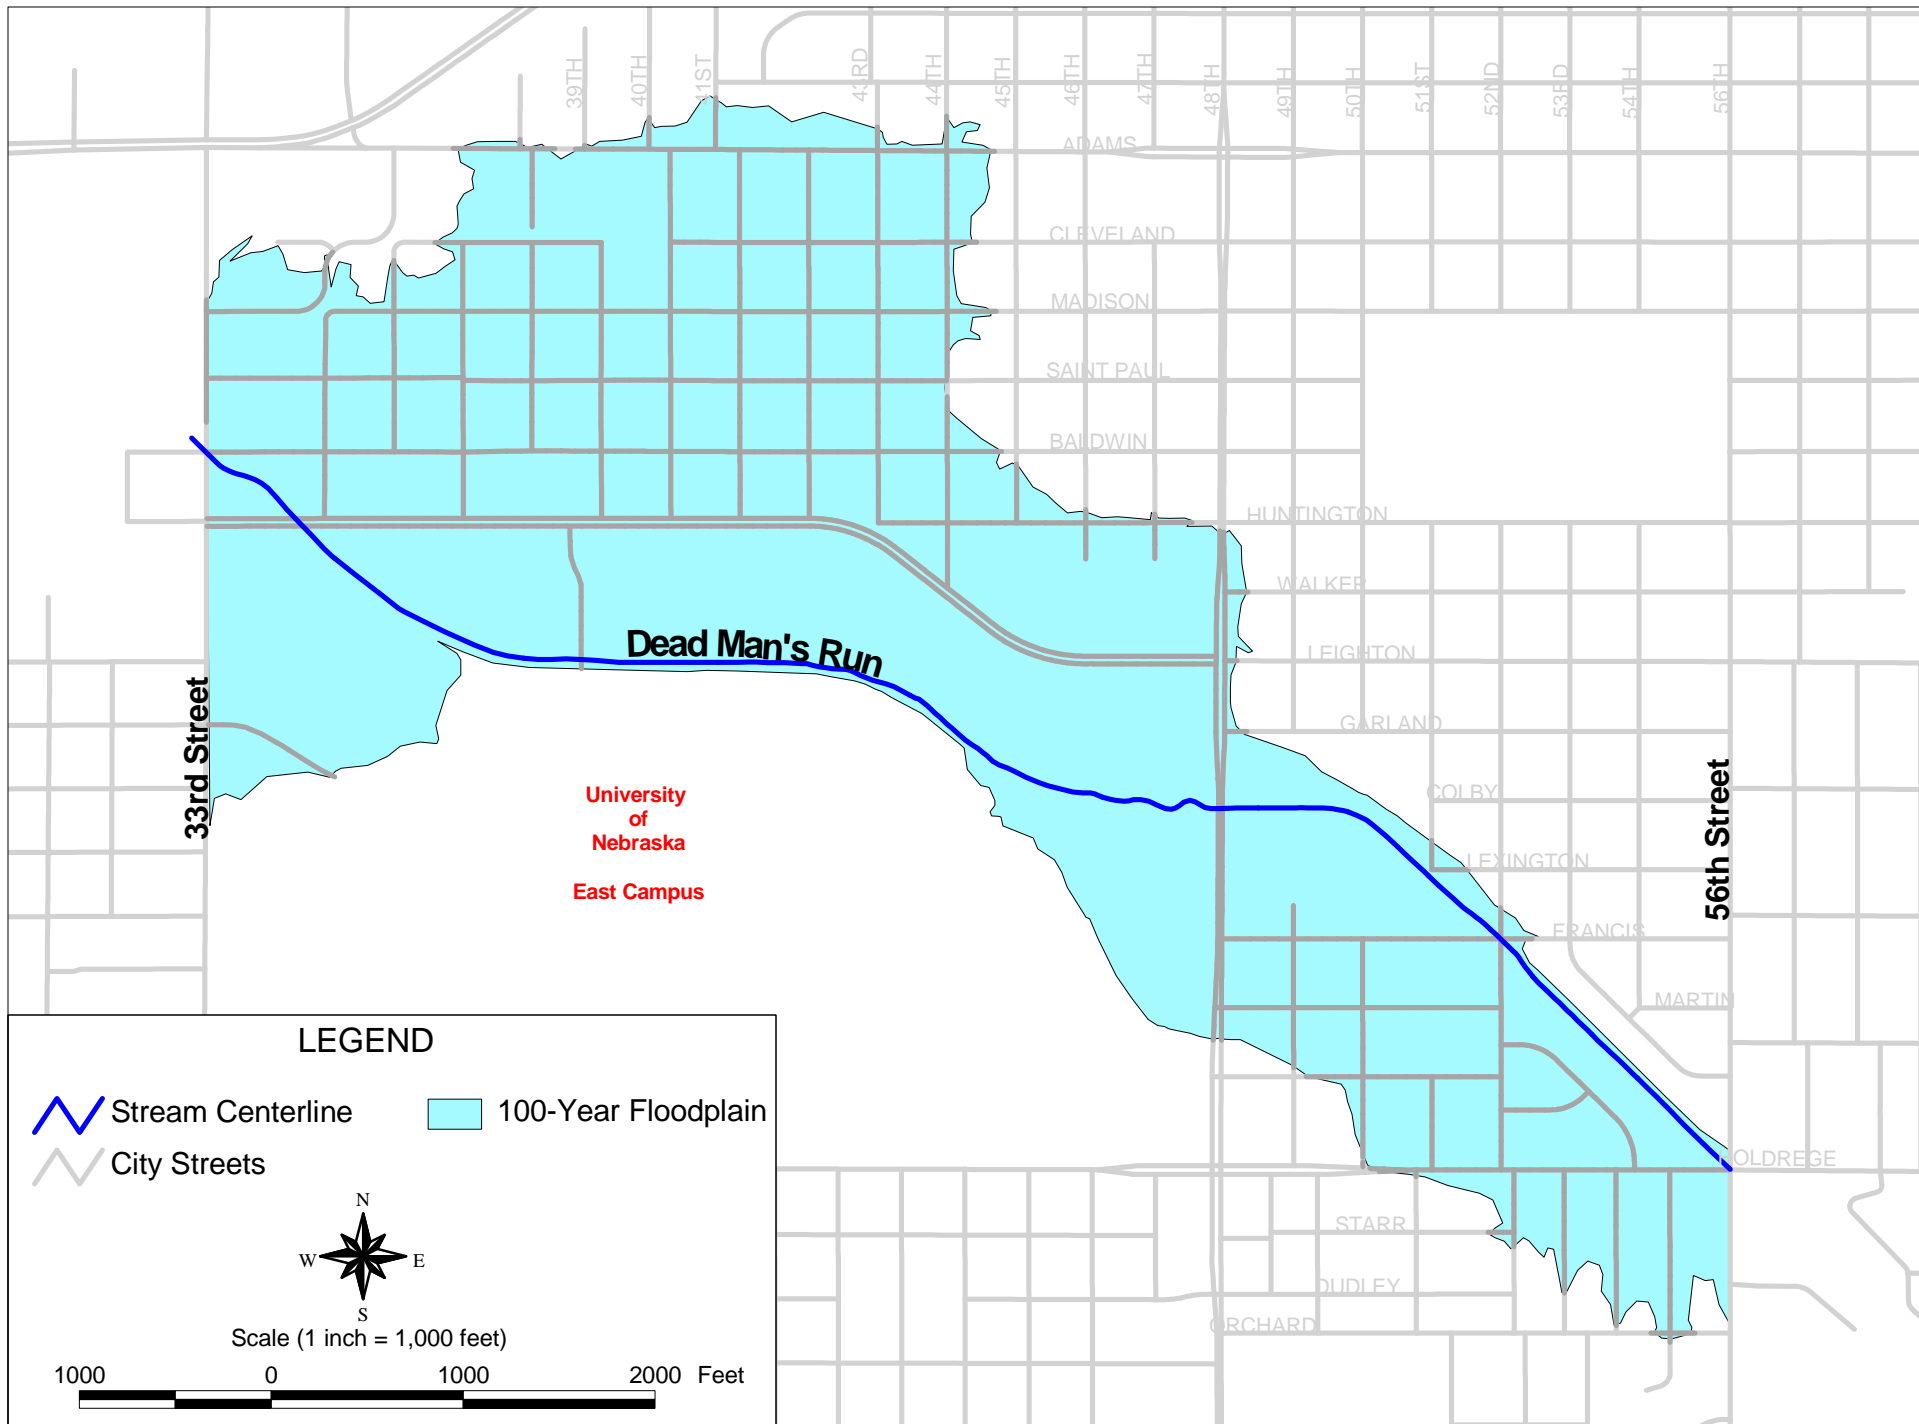 39TH
40TH
41ST
43RD
44TH
45TH
46TH
47TH
48TH
49TH
50TH
51ST
52ND
53RD
54TH
56TH
ADAMS
CLEVELAND
MADISON
SAINT PAUL
BALDWIN
HUNTINGTON
WALKER
LEIGHTON
Dead Man's Run
33rd Street
GARLAND
COLBY
56th Street
University
of
Nebraska
East Campus
LEXINGTON
FRANCIS
MARTIN
OLDREGE
STARR
DUDLEY
ORCHARD
LEGEND
Stream Centerline
100-Year Floodplain
City Streets
N
W E
S
Scale (1 inch = 1,000 feet)
1000 0 1000 2000 Feet